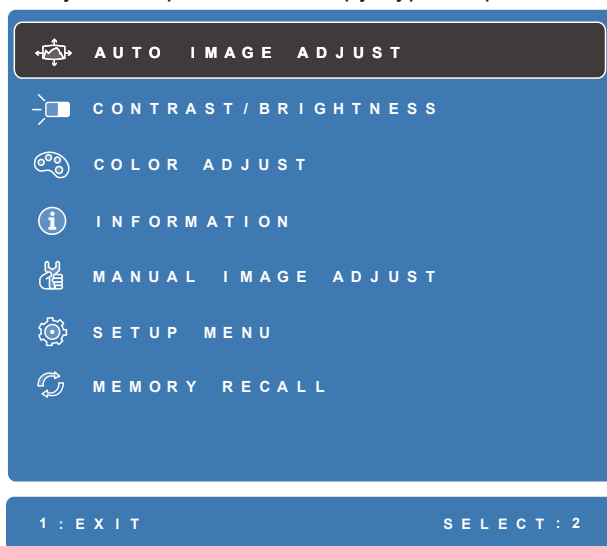 AUTO IMAGE ADJUST
CONTRAST/BRIGHTNESS
COLOR ADJUST
INFORMATION
MANUAL IMAGE ADJUST
SETUP MENU
MEMORY RECALL
1:EXIT SELECT:2